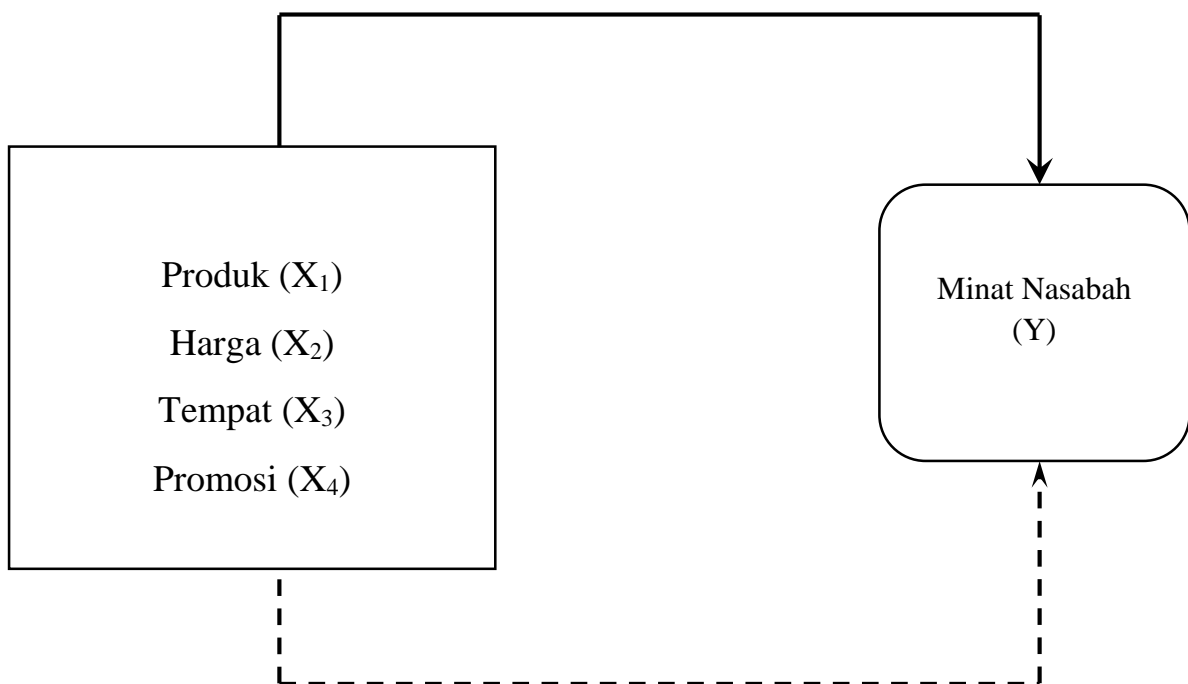 Produk (X₁)
Harga (X₂)
Tempat (X₃)
Promosi (X₄)
Minat Nasabah
(Y)